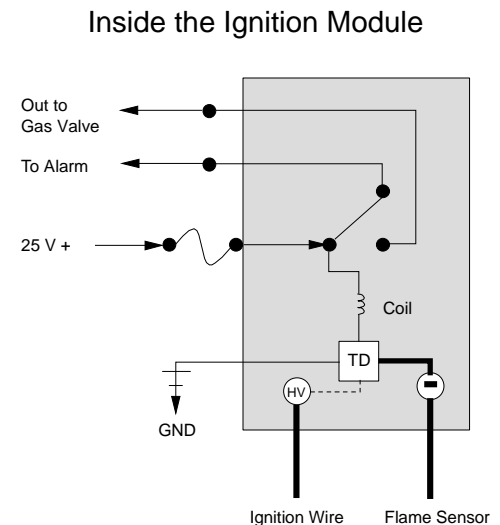 Inside the Ignition Module
Out to
Gas Valve
To Alarm
25 V +
Coil
TD
HV
GND
Ignition Wire
Flame Sensor